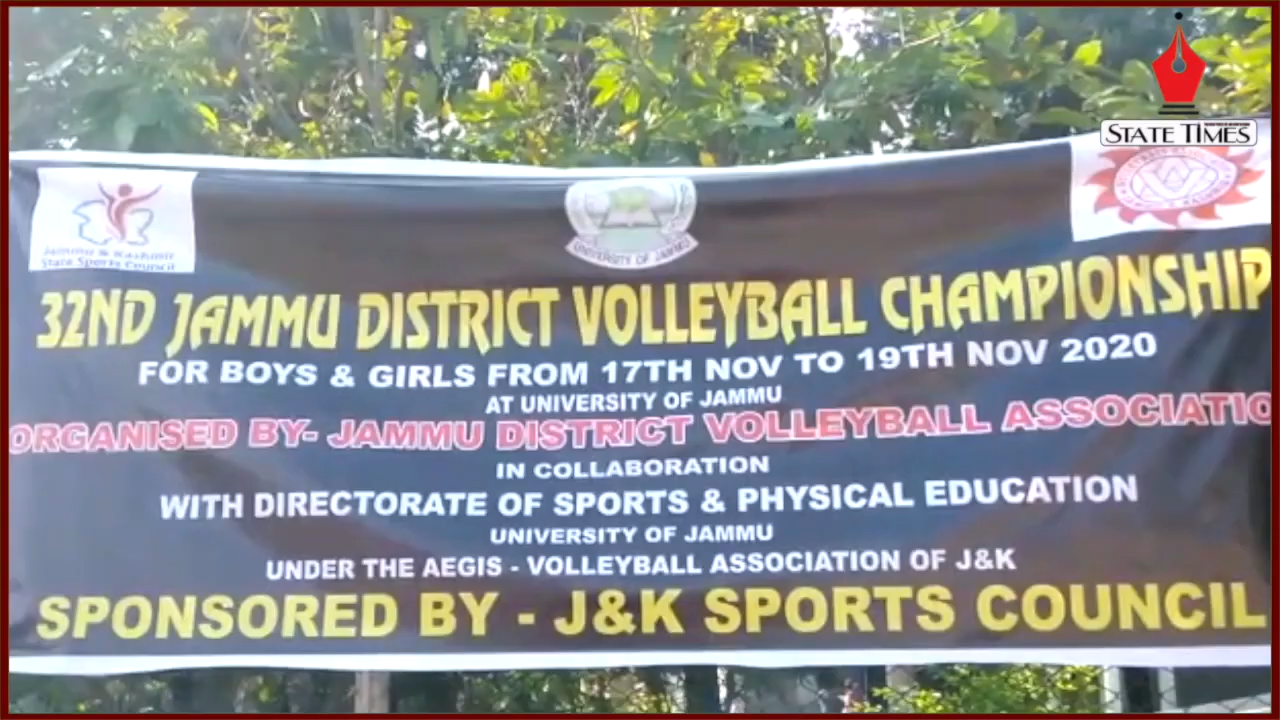 STATE TIMES
Jammu & Kashmir
State Sports Council
UNIVERSITY OF JAMMU
32ND JAMMU DISTRICT VOLLEYBALL CHAMPIONSHIP
FOR BOYS & GIRLS FROM 17TH NOV TO 19TH NOV 2020
AT UNIVERSITY OF JAMMU
ORGANISED BY- JAMMU DISTRICT VOLLEYBALL ASSOCIATIO
IN COLLABORATION
WITH DIRECTORATE OF SPORTS & PHYSICAL EDUCATION
UNIVERSITY OF JAMMU
UNDER THE AEGIS - VOLLEYBALL ASSOCIATION OF J&K
SPONSORED BY - J&K SPORTS COUNCIL